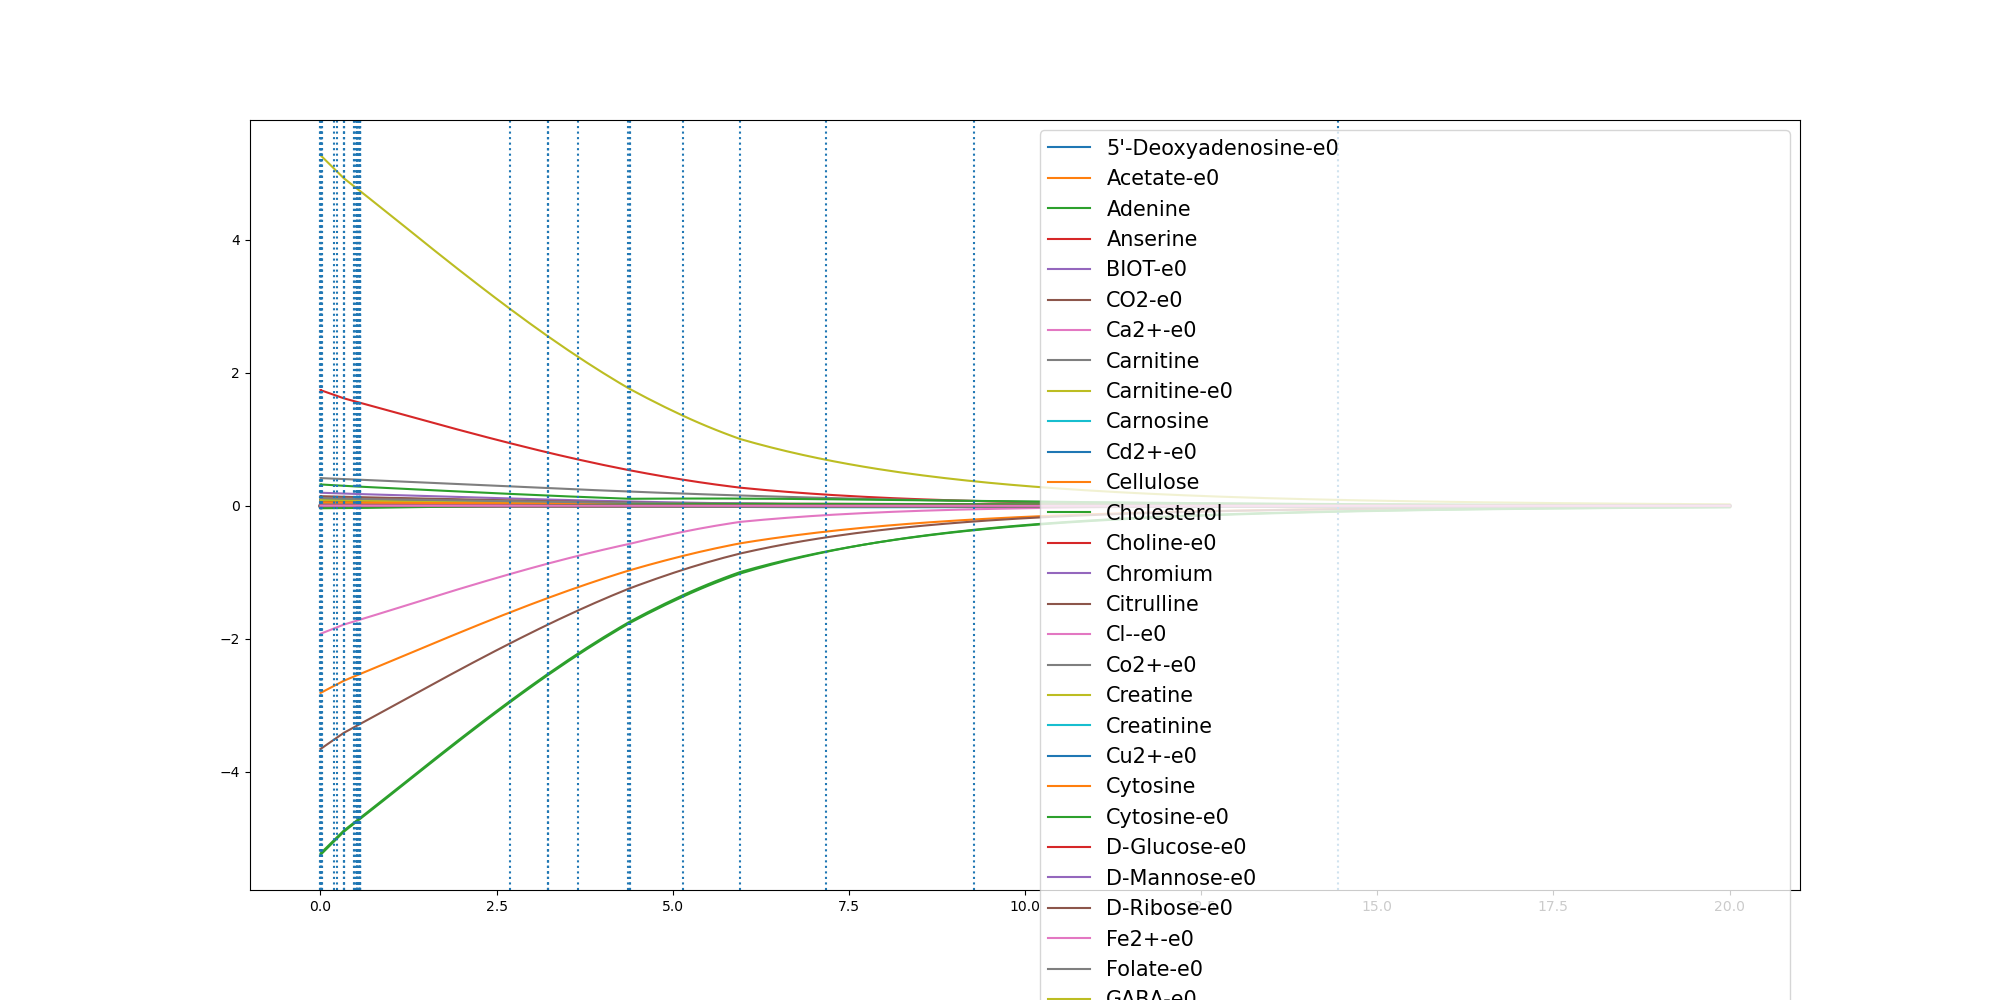 4
2
0
−2
−4
0.0 2.5 5.0 7.5 10.0 15.0 17.5 20.0
5'-Deoxyadenosine-e0
Acetate-e0
Adenine
Anserine
BIOT-e0
CO2-e0
Ca2+-e0
Carnitine
Carnitine-e0
Carnosine
Cd2+-e0
Cellulose
Cholesterol
Choline-e0
Chromium
Citrulline
Cl--e0
Co2+-e0
Creatine
Creatinine
Cu2+-e0
Cytosine
Cytosine-e0
D-Glucose-e0
D-Mannose-e0
D-Ribose-e0
Fe2+-e0
Folate-e0
GABA-e0